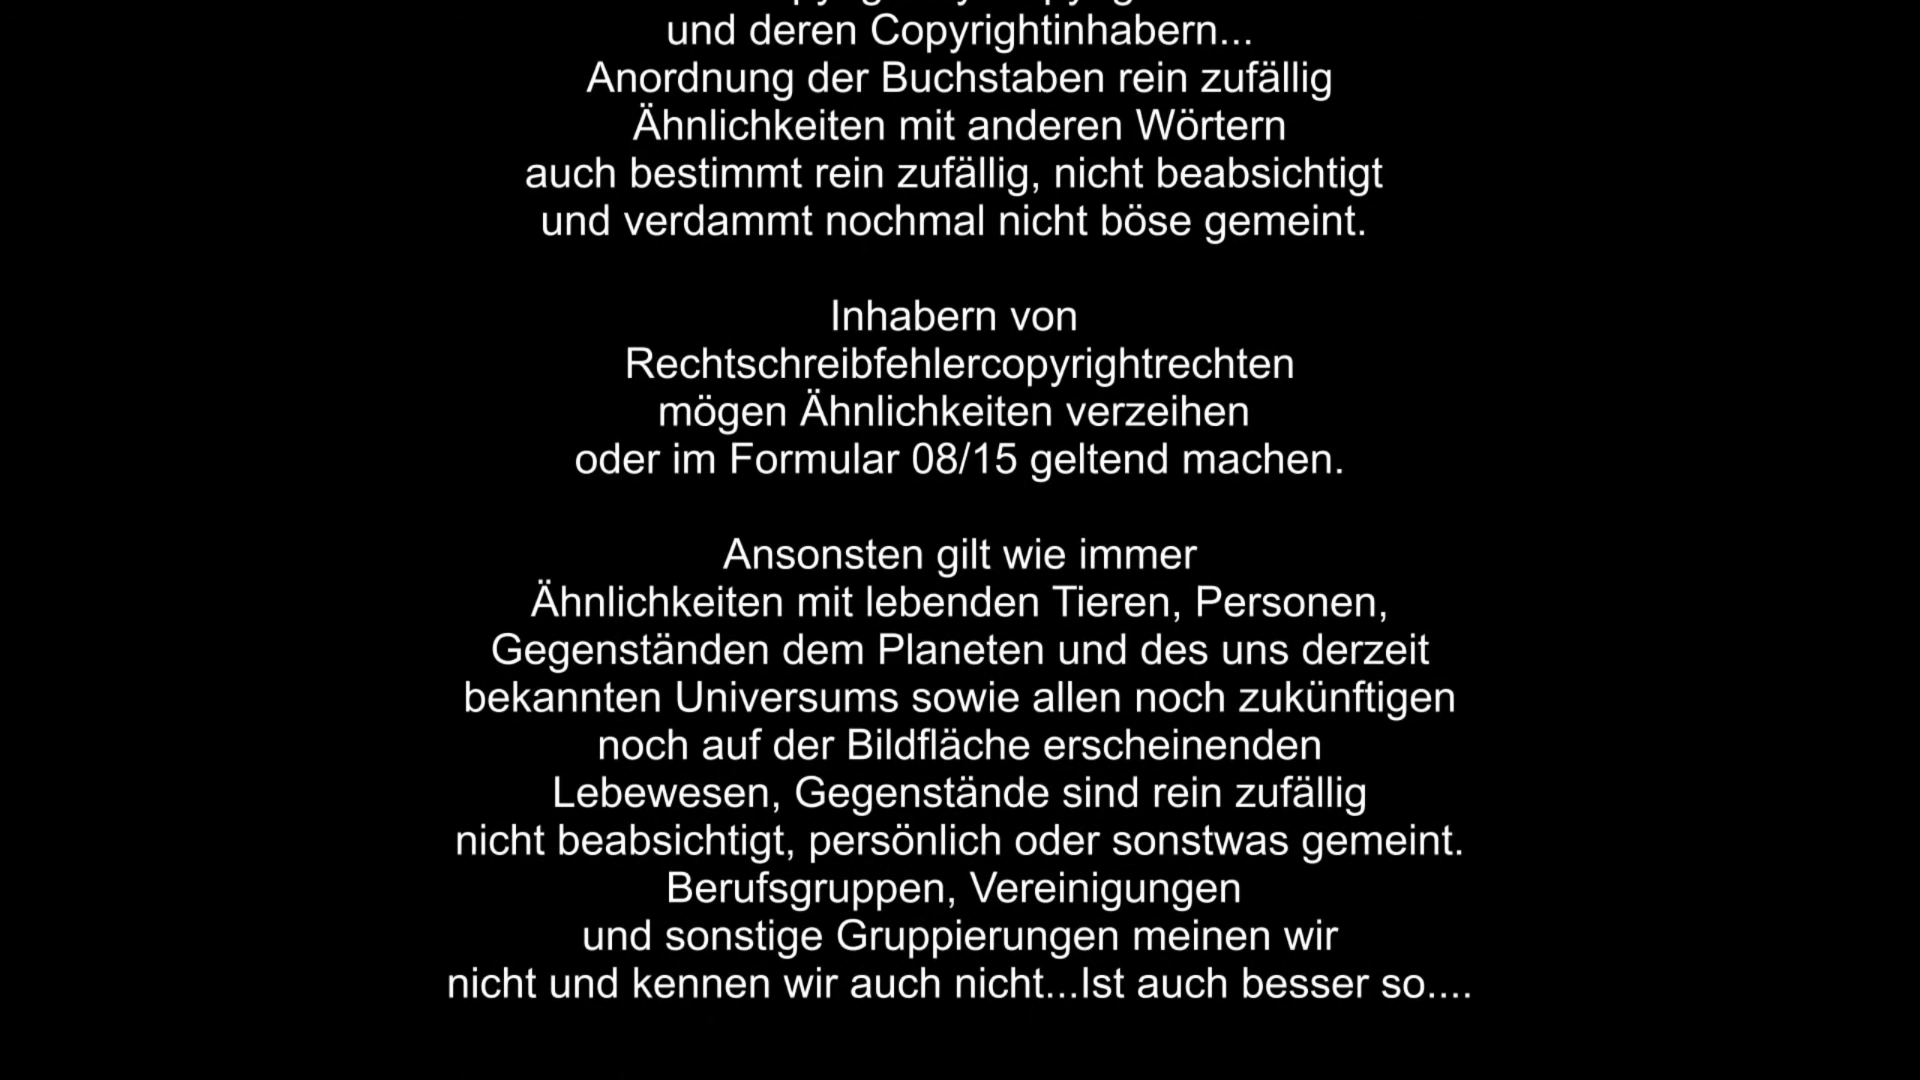 und deren Copyrightinhabern...
Anordnung der Buchstaben rein zufällig
Ähnlichkeiten mit anderen Wörtern
auch bestimmt rein zufällig, nicht beabsichtigt
und verdammt nochmal nicht böse gemeint.
Inhabern von
Rechtschreibfehlercopyrightrechten
mögen Ähnlichkeiten verzeihen
oder im Formular 08/15 geltend machen.
Ansonsten gilt wie immer
Ähnlichkeiten mit lebenden Tieren, Personen,
Gegenständen dem Planeten und des uns derzeit
bekannten Universums sowie allen noch zukünftigen
noch auf der Bildfläche erscheinenden
Lebewesen, Gegenstände sind rein zufällig
nicht beabsichtigt, persönlich oder sonstwas gemeint.
Berufsgruppen, Vereinigungen
und sonstige Gruppierungen meinen wir
nicht und kennen wir auch nicht...Ist auch besser so....